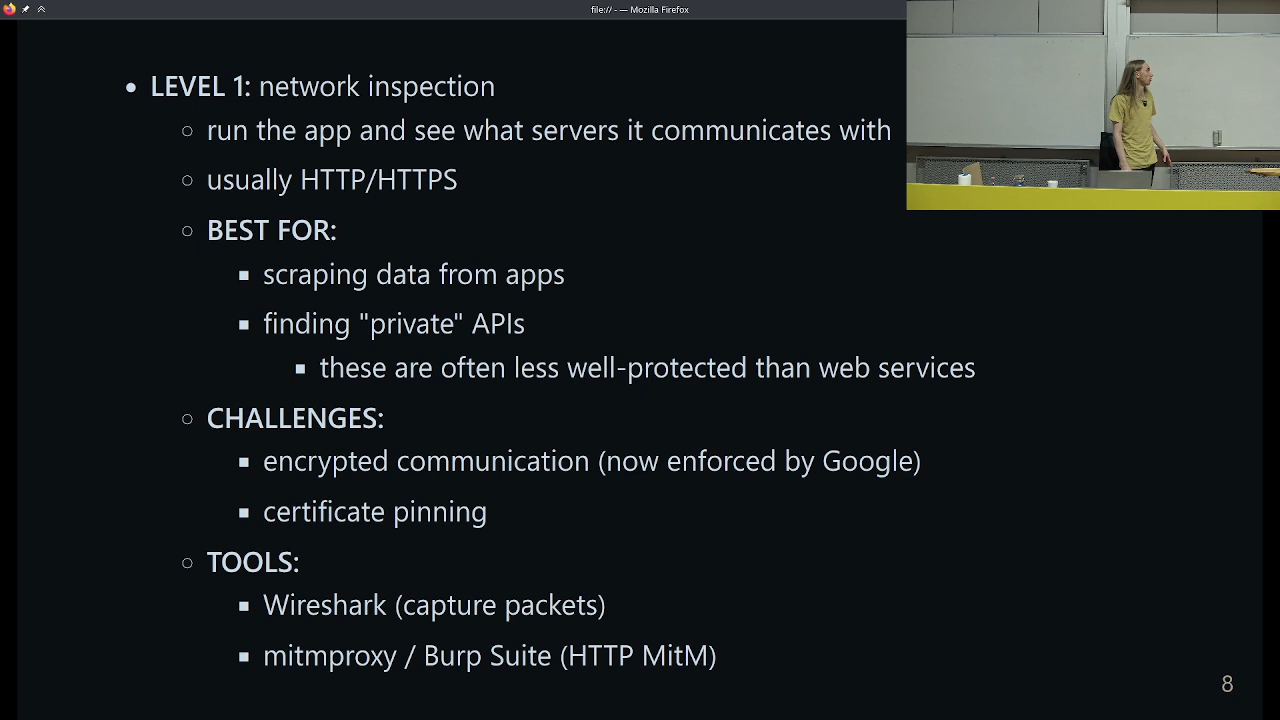 file:// - — Mozilla Firefox
LEVEL 1: network inspection
run the app and see what servers it communicates with
usually HTTP/HTTPS
BEST FOR:
scraping data from apps
finding "private" APIs
these are often less well-protected than web services
CHALLENGES:
encrypted communication (now enforced by Google)
certificate pinning
TOOLS:
Wireshark (capture packets)
mitmproxy / Burp Suite (HTTP MitM)
8